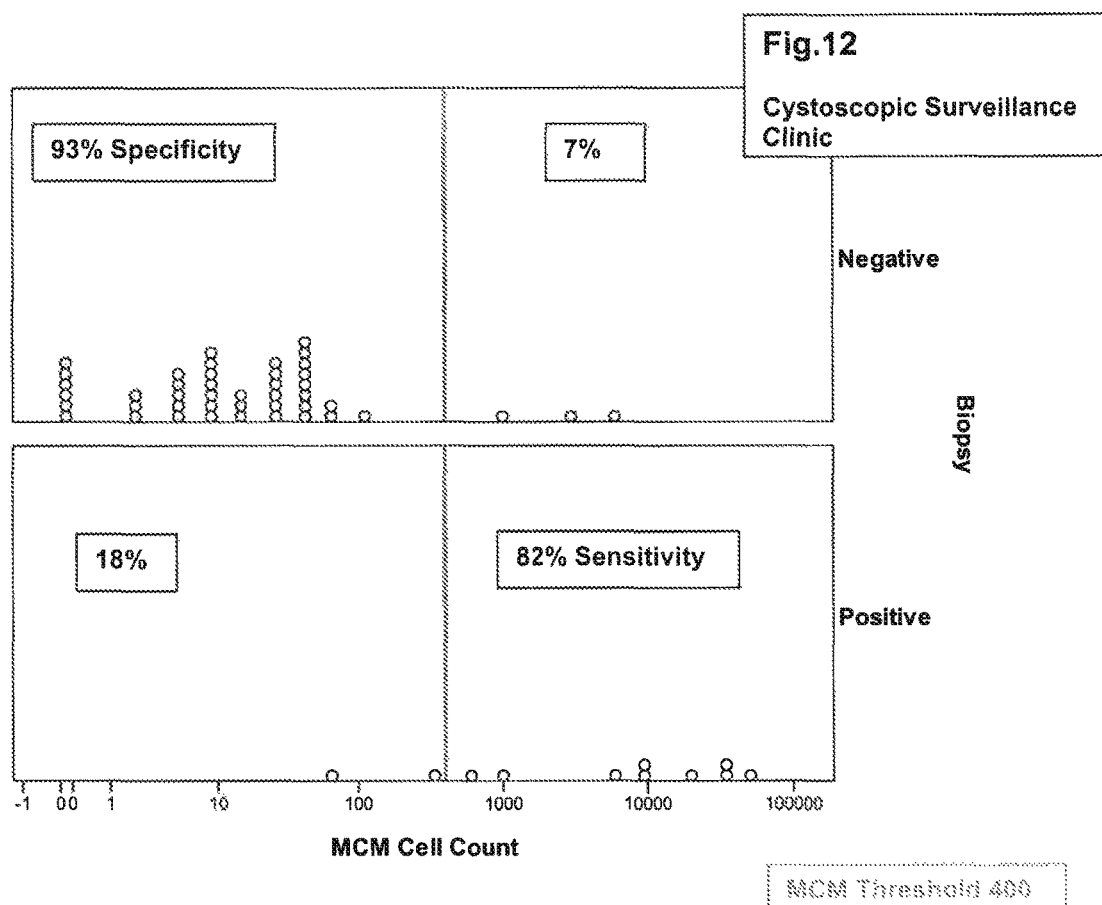 Fig.12
Cystoscopic Surveillance
Clinic
93% Specificity
7%
Negative
Biopsy
18%
82% Sensitivity
Positive
-1 0 0 1 10 100 1000 10000 100000
MCM Cell Count
MCM Threshold 400